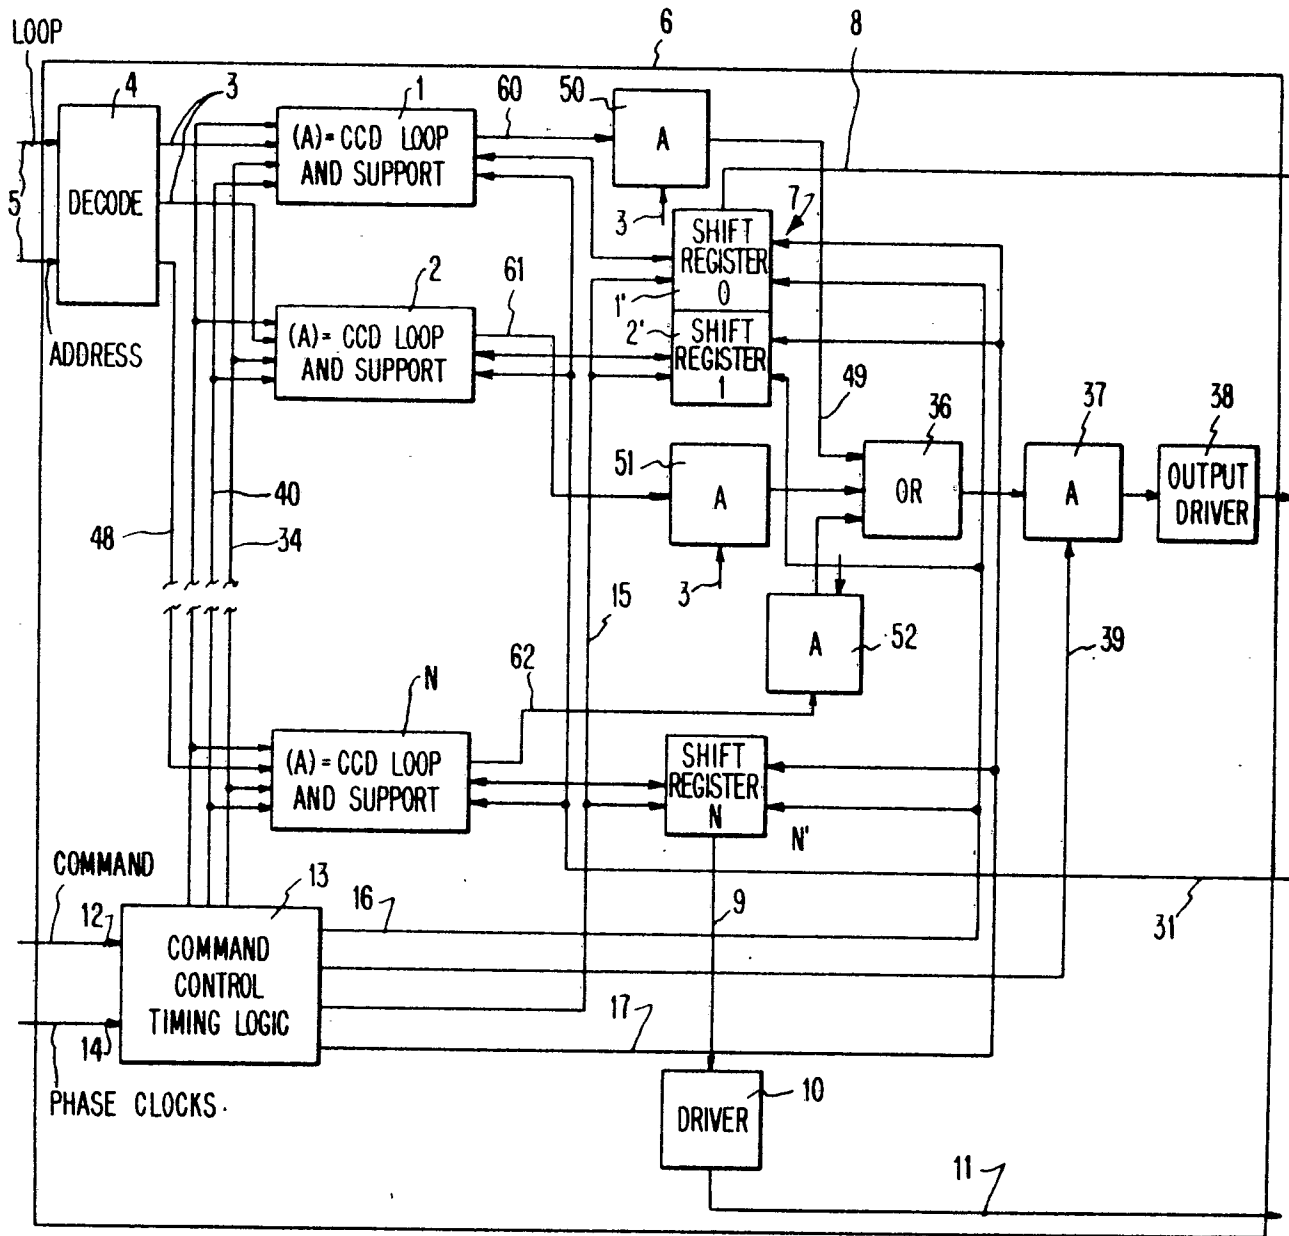 LOOP
6
8
4
3
1
60
50
(A)=CCD LOOP
AND SUPPORT
A
5
DECODE
3
7
SHIFT
REGISTER
0
1'
2
61
2'
SHIFT
REGISTER
1
(A)=CCD LOOP
AND SUPPORT
ADDRESS
49
36
37
38
51
40
A
OR
A
OUTPUT
DRIVER
48
34
3
15
A
52
39
62
N
(A)=CCD LOOP
AND SUPPORT
SHIFT
REGISTER
N
N'
COMMAND
13
12
16
9
31
COMMAND
CONTROL
TIMING LOGIC
17
14
PHASE CLOCKS
10
DRIVER
11